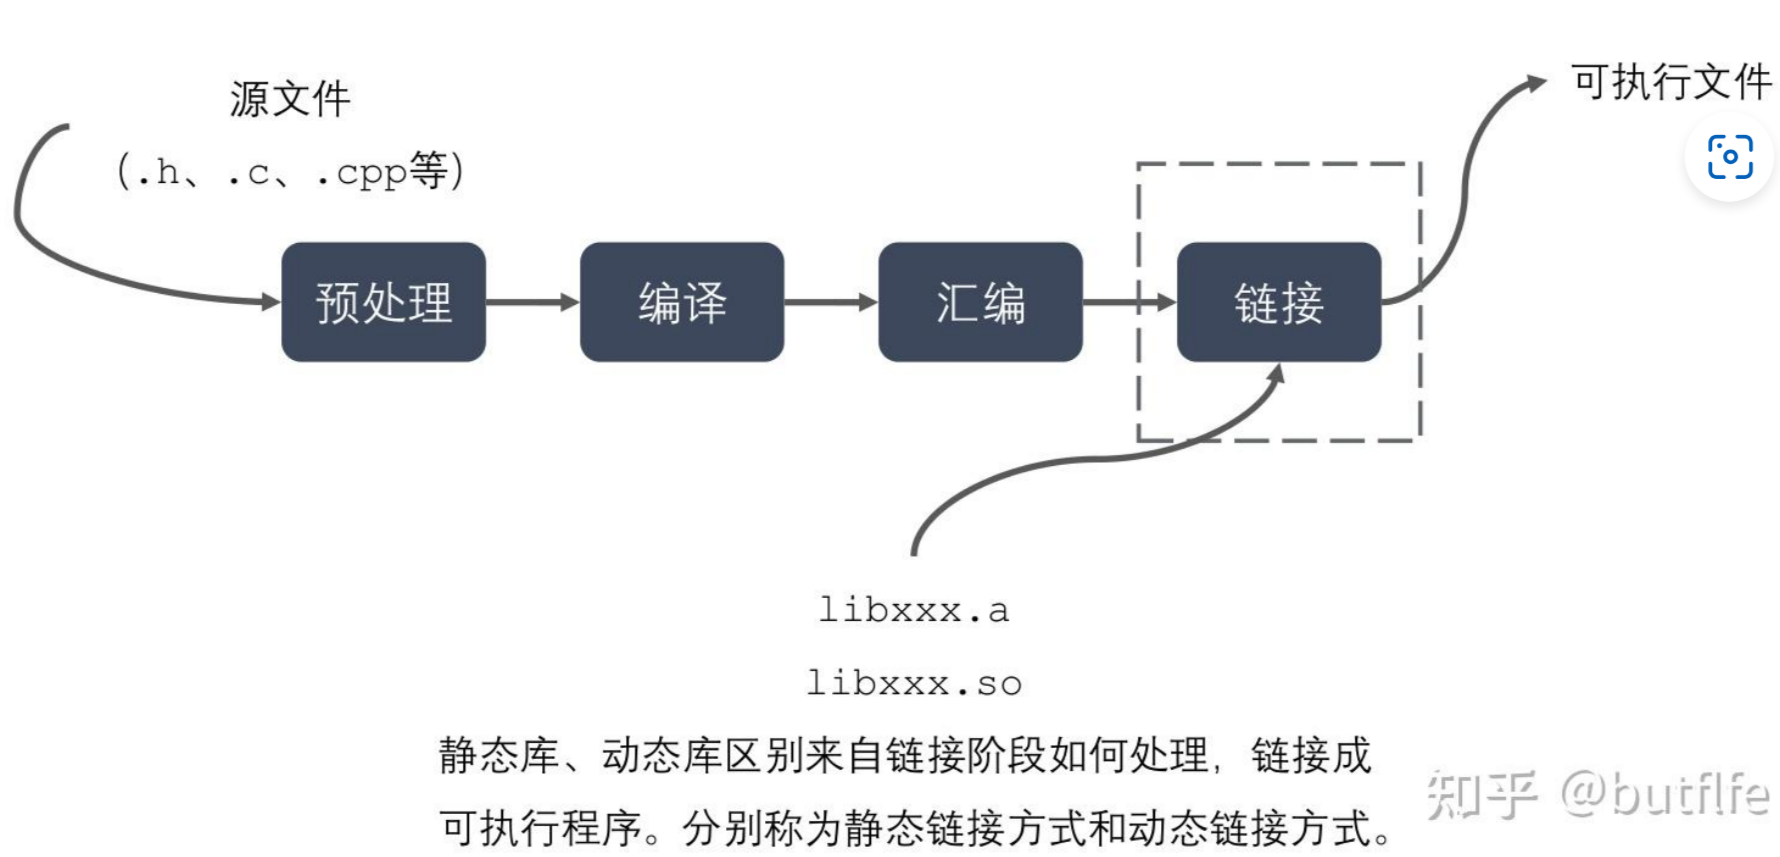 源文件
(.h、.c、.cpp等)
可执行文件
预处理
编译
汇编
链接
libxxx.a
libxxx.so
静态库、动态库区别来自链接阶段如何处理，链接成
可执行程序。分别称为静态链接方式和动态链接方式。
知乎 @butflfe